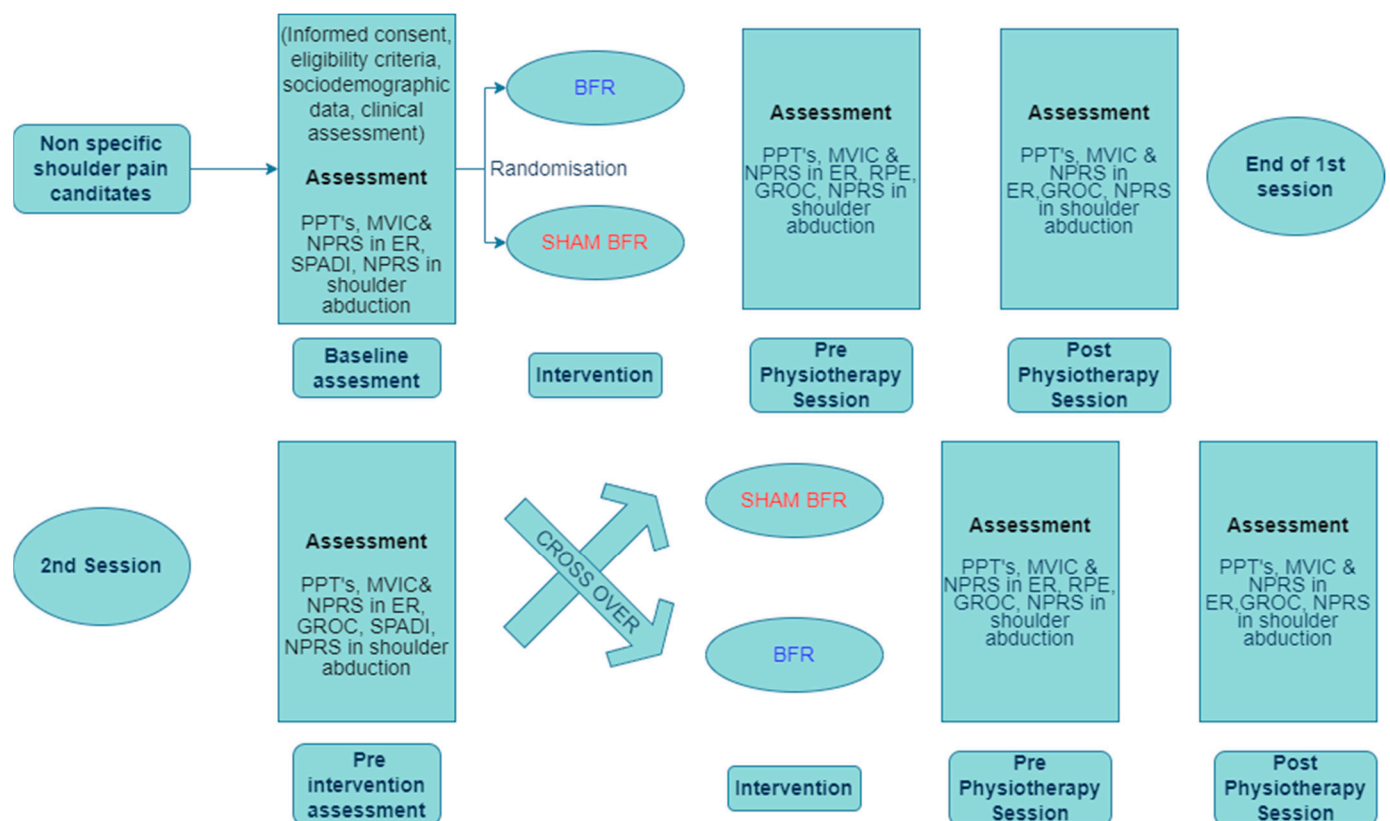 Non specific
shoulder pain
canditates
(Informed consent,
eligibility criteria,
sociodemographic
data, clinical
assessment)
Assessment
PPT's, MVIC&
NPRS in ER,
SPADI, NPRS in
shoulder
abduction
Baseline
assesment
BFR
Randomisation
SHAM BFR
Intervention
Assessment
PPT's, MVIC &
NPRS in ER, RPE,
GROC, NPRS in
shoulder
abduction
Pre
Physiotherapy
Session
Assessment
PPT's, MVIC &
NPRS in
ER,GROC, NPRS
in shoulder
abduction
Post
Physiotherapy
Session
End of 1st
session
2nd Session
Assessment
PPT's, MVIC&
NPRS in ER,
GROC, SPADI,
NPRS in shoulder
abduction
Pre
intervention
assessment
CROSS OVER
SHAM BFR
BFR
Intervention
Assessment
PPT's, MVIC &
NPRS in ER, RPE,
GROC, NPRS in
shoulder
abduction
Pre
Physiotherapy
Session
Assessment
PPT's, MVIC &
NPRS in
ER,GROC, NPRS
in shoulder
abduction
Post
Physiotherapy
Session